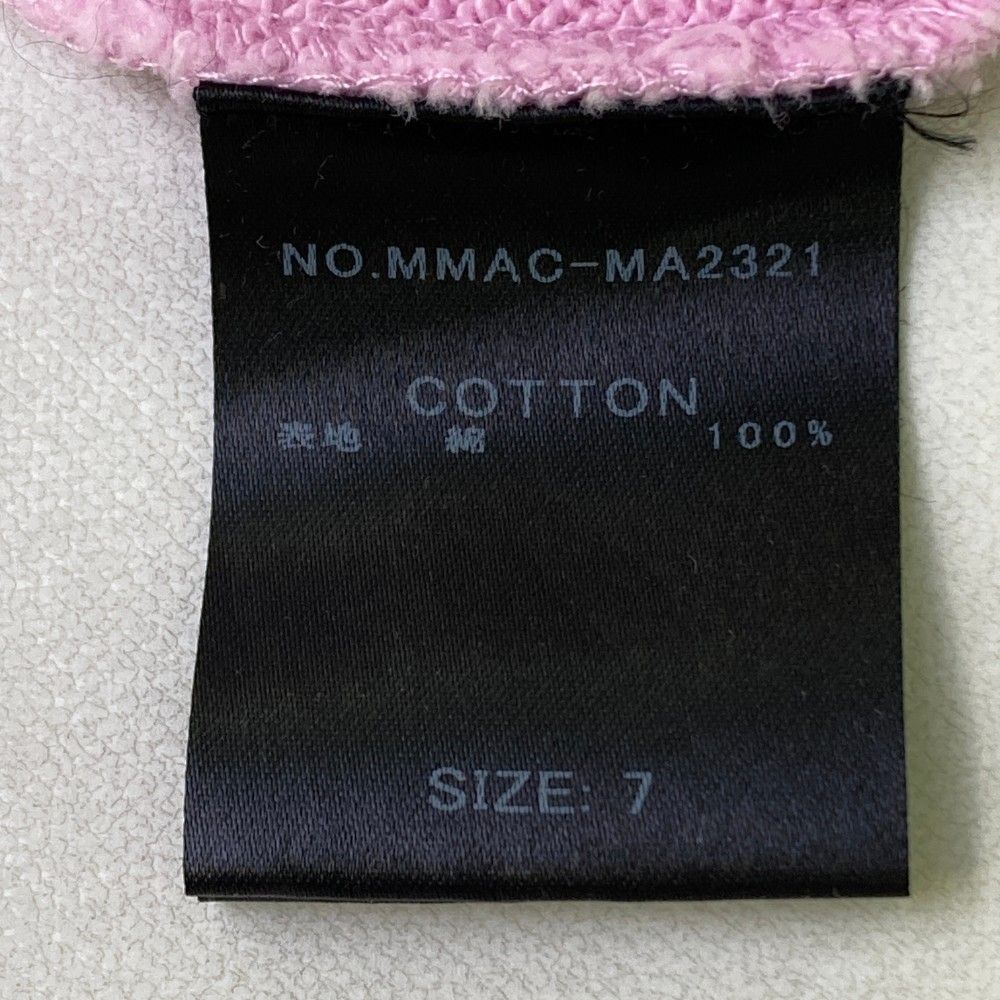 NO.MMAC-MA2321
COTTON
表地 綿 100%
SIZE: 7